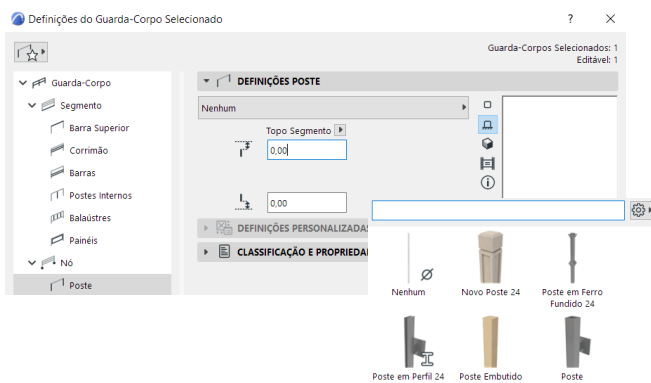 Definições do Guarda-Corpo Selecionado
Guarda-Corpos Selecionados: 1
Editável: 1
Guarda-Corpo
Segmento
Barra Superior
Corrimão
Barras
Postes Internos
Balaústres
Painéis
Nó
Poste
DEFINIÇÕES POSTE
Nenhum
Topo Segmento
0,00
0,00
DEFINIÇÕES PERSONALIZADAS
CLASSIFICAÇÃO E PROPRIEDA
Nenhum
Novo Poste 24
Poste em Ferro
Fundido 24
Poste em Perfil 24
Poste Embutido
Poste